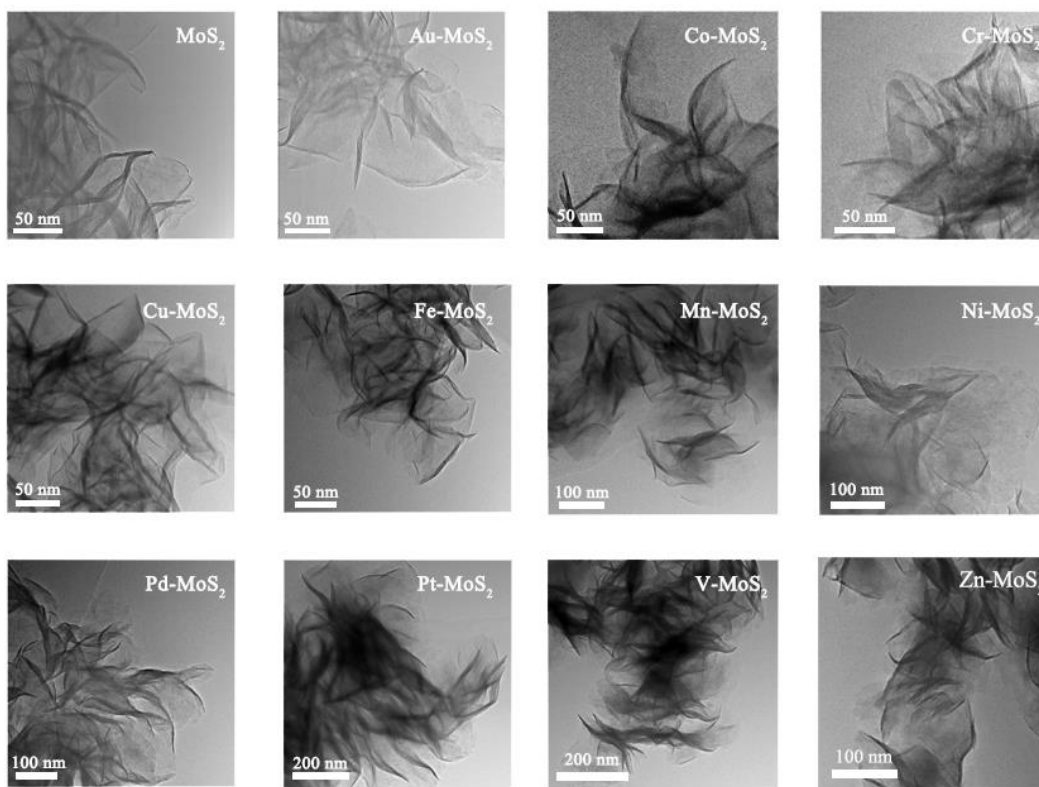 MoS₂
50 nm
Au-MoS₂
50 nm
Co-MoS₂
50 nm
Cr-MoS₂
50 nm
Cu-MoS₂
50 nm
Fe-MoS₂
50 nm
Mn-MoS₂
100 nm
Ni-MoS₂
100 nm
Pd-MoS₂
100 nm
Pt-MoS₂
200 nm
V-MoS₂
200 nm
Zn-MoS₂
100 nm